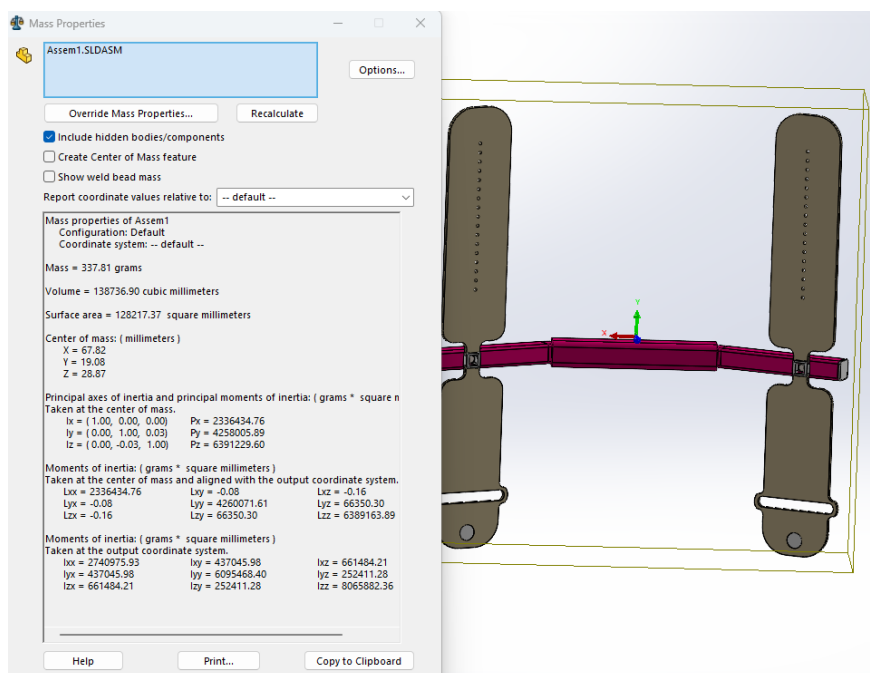 Mass Properties
Assem1.SLDASM
Options...
Override Mass Properties...
Recalculate
Include hidden bodies/components
Create Center of Mass feature
Show weld bead mass
Report coordinate values relative to: -- default --
Mass properties of Assem1
Configuration: Default
Coordinate system: -- default --
Mass = 337.81 grams
Volume = 138736.90 cubic millimeters
Surface area = 128217.37 square millimeters
Center of mass: ( millimeters )
X = 67.82
Y = 19.08
Z = 28.87
Principal axes of inertia and principal moments of inertia: ( grams * square n
Taken at the center of mass.
Ix = ( 1.00, 0.00, 0.00) Px = 2336434.76
Iy = ( 0.00, 1.00, 0.03) Py = 4258005.89
Iz = ( 0.00, -0.03, 1.00) Pz = 6391229.60
Moments of inertia: ( grams * square millimeters )
Taken at the center of mass and aligned with the output coordinate system.
Lxx = 2336434.76 Lxy = -0.08 Lxz = -0.16
Lyx = -0.08 Lyy = 4260071.61 Lyz = 66350.30
Lzx = -0.16 Lzy = 66350.30 Lzz = 6389163.89
Moments of inertia: ( grams * square millimeters )
Taken at the output coordinate system.
Ixx = 2740975.93 Ixy = 437045.98 Ixz = 661484.21
Iyx = 437045.98 Iyy = 6095468.40 Iyz = 252411.28
Izx = 661484.21 Izy = 252411.28 Izz = 8065882.36
Help
Print...
Copy to Clipboard
Y
X